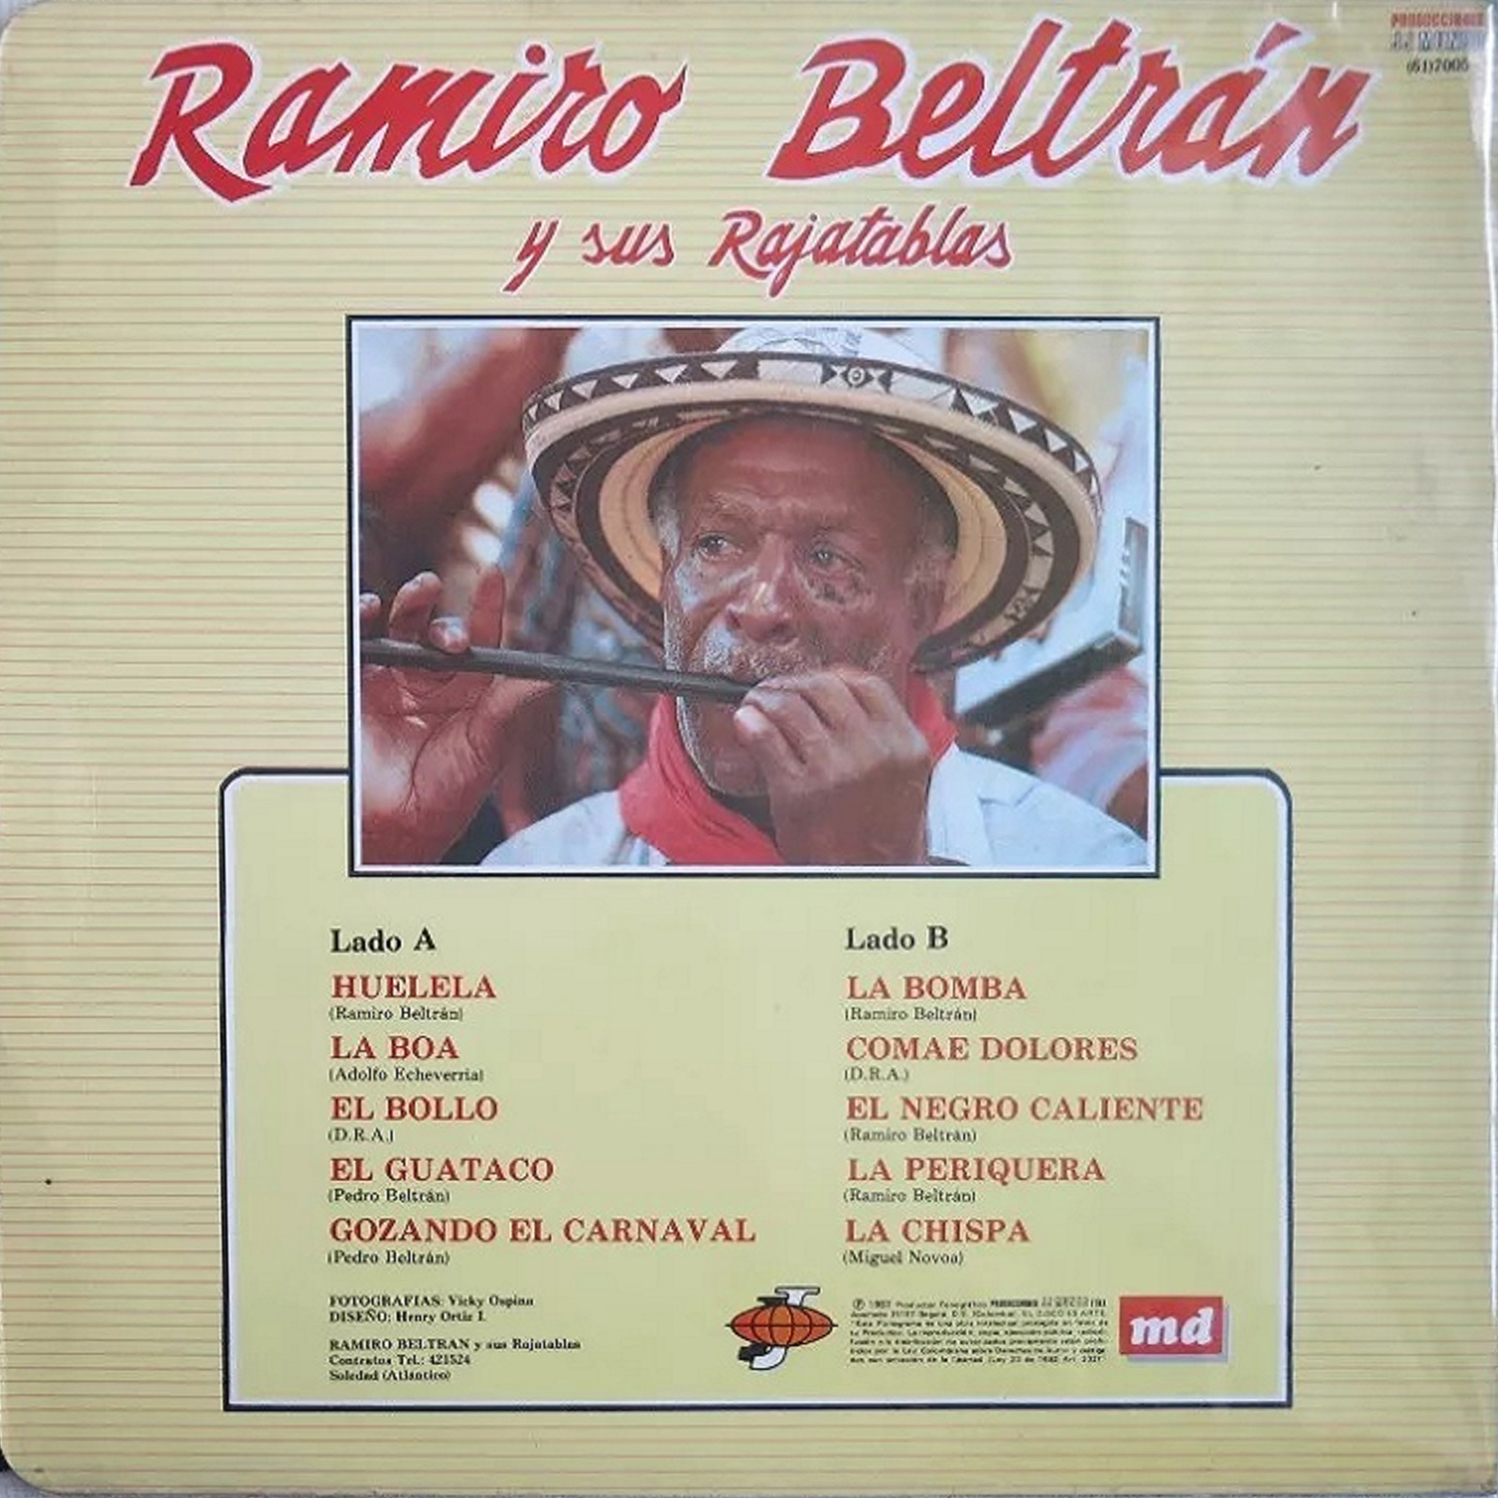 PRODUCCIONES
(61)7005
Ramiro Beltrán
y sus Rajatablas
Lado A
HUELELA
(Ramiro Beltrán)
LA BOA
(Adolfo Echeverria)
EL BOLLO
(D.R.A.)
EL GUATACO
(Pedro Beltrán)
GOZANDO EL CARNAVAL
(Pedro Beltrán)
Lado B
LA BOMBA
(Ramiro Beltrán)
COMAE DOLORES
(D.R.A.)
EL NEGRO CALIENTE
(Ramiro Beltrán)
LA PERIQUERA
(Ramiro Beltrán)
LA CHISPA
(Miguel Novoa)
FOTOGRAFIAS: Vicky Ospina
DISEÑO: Henry Ortiz L
RAMIRO BELTRAN y sus Rajatablas
Contratos Tel.: 421524
Soledad (Atlántico)
md